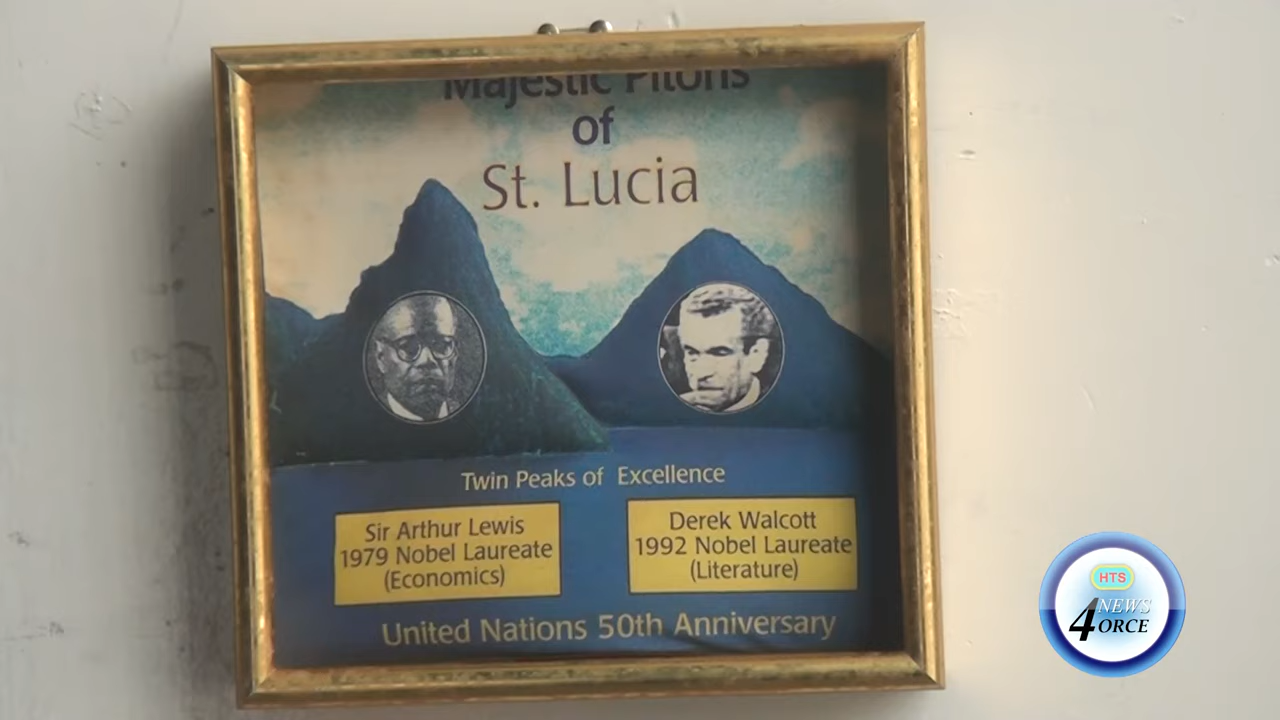 Majestic Pitons
of
St. Lucia
Twin Peaks of Excellence
Sir Arthur Lewis
1979 Nobel Laureate
(Economics)
Derek Walcott
1992 Nobel Laureate
(Literature)
United Nations 50th Anniversary
HTS
NEWS
4ORCE